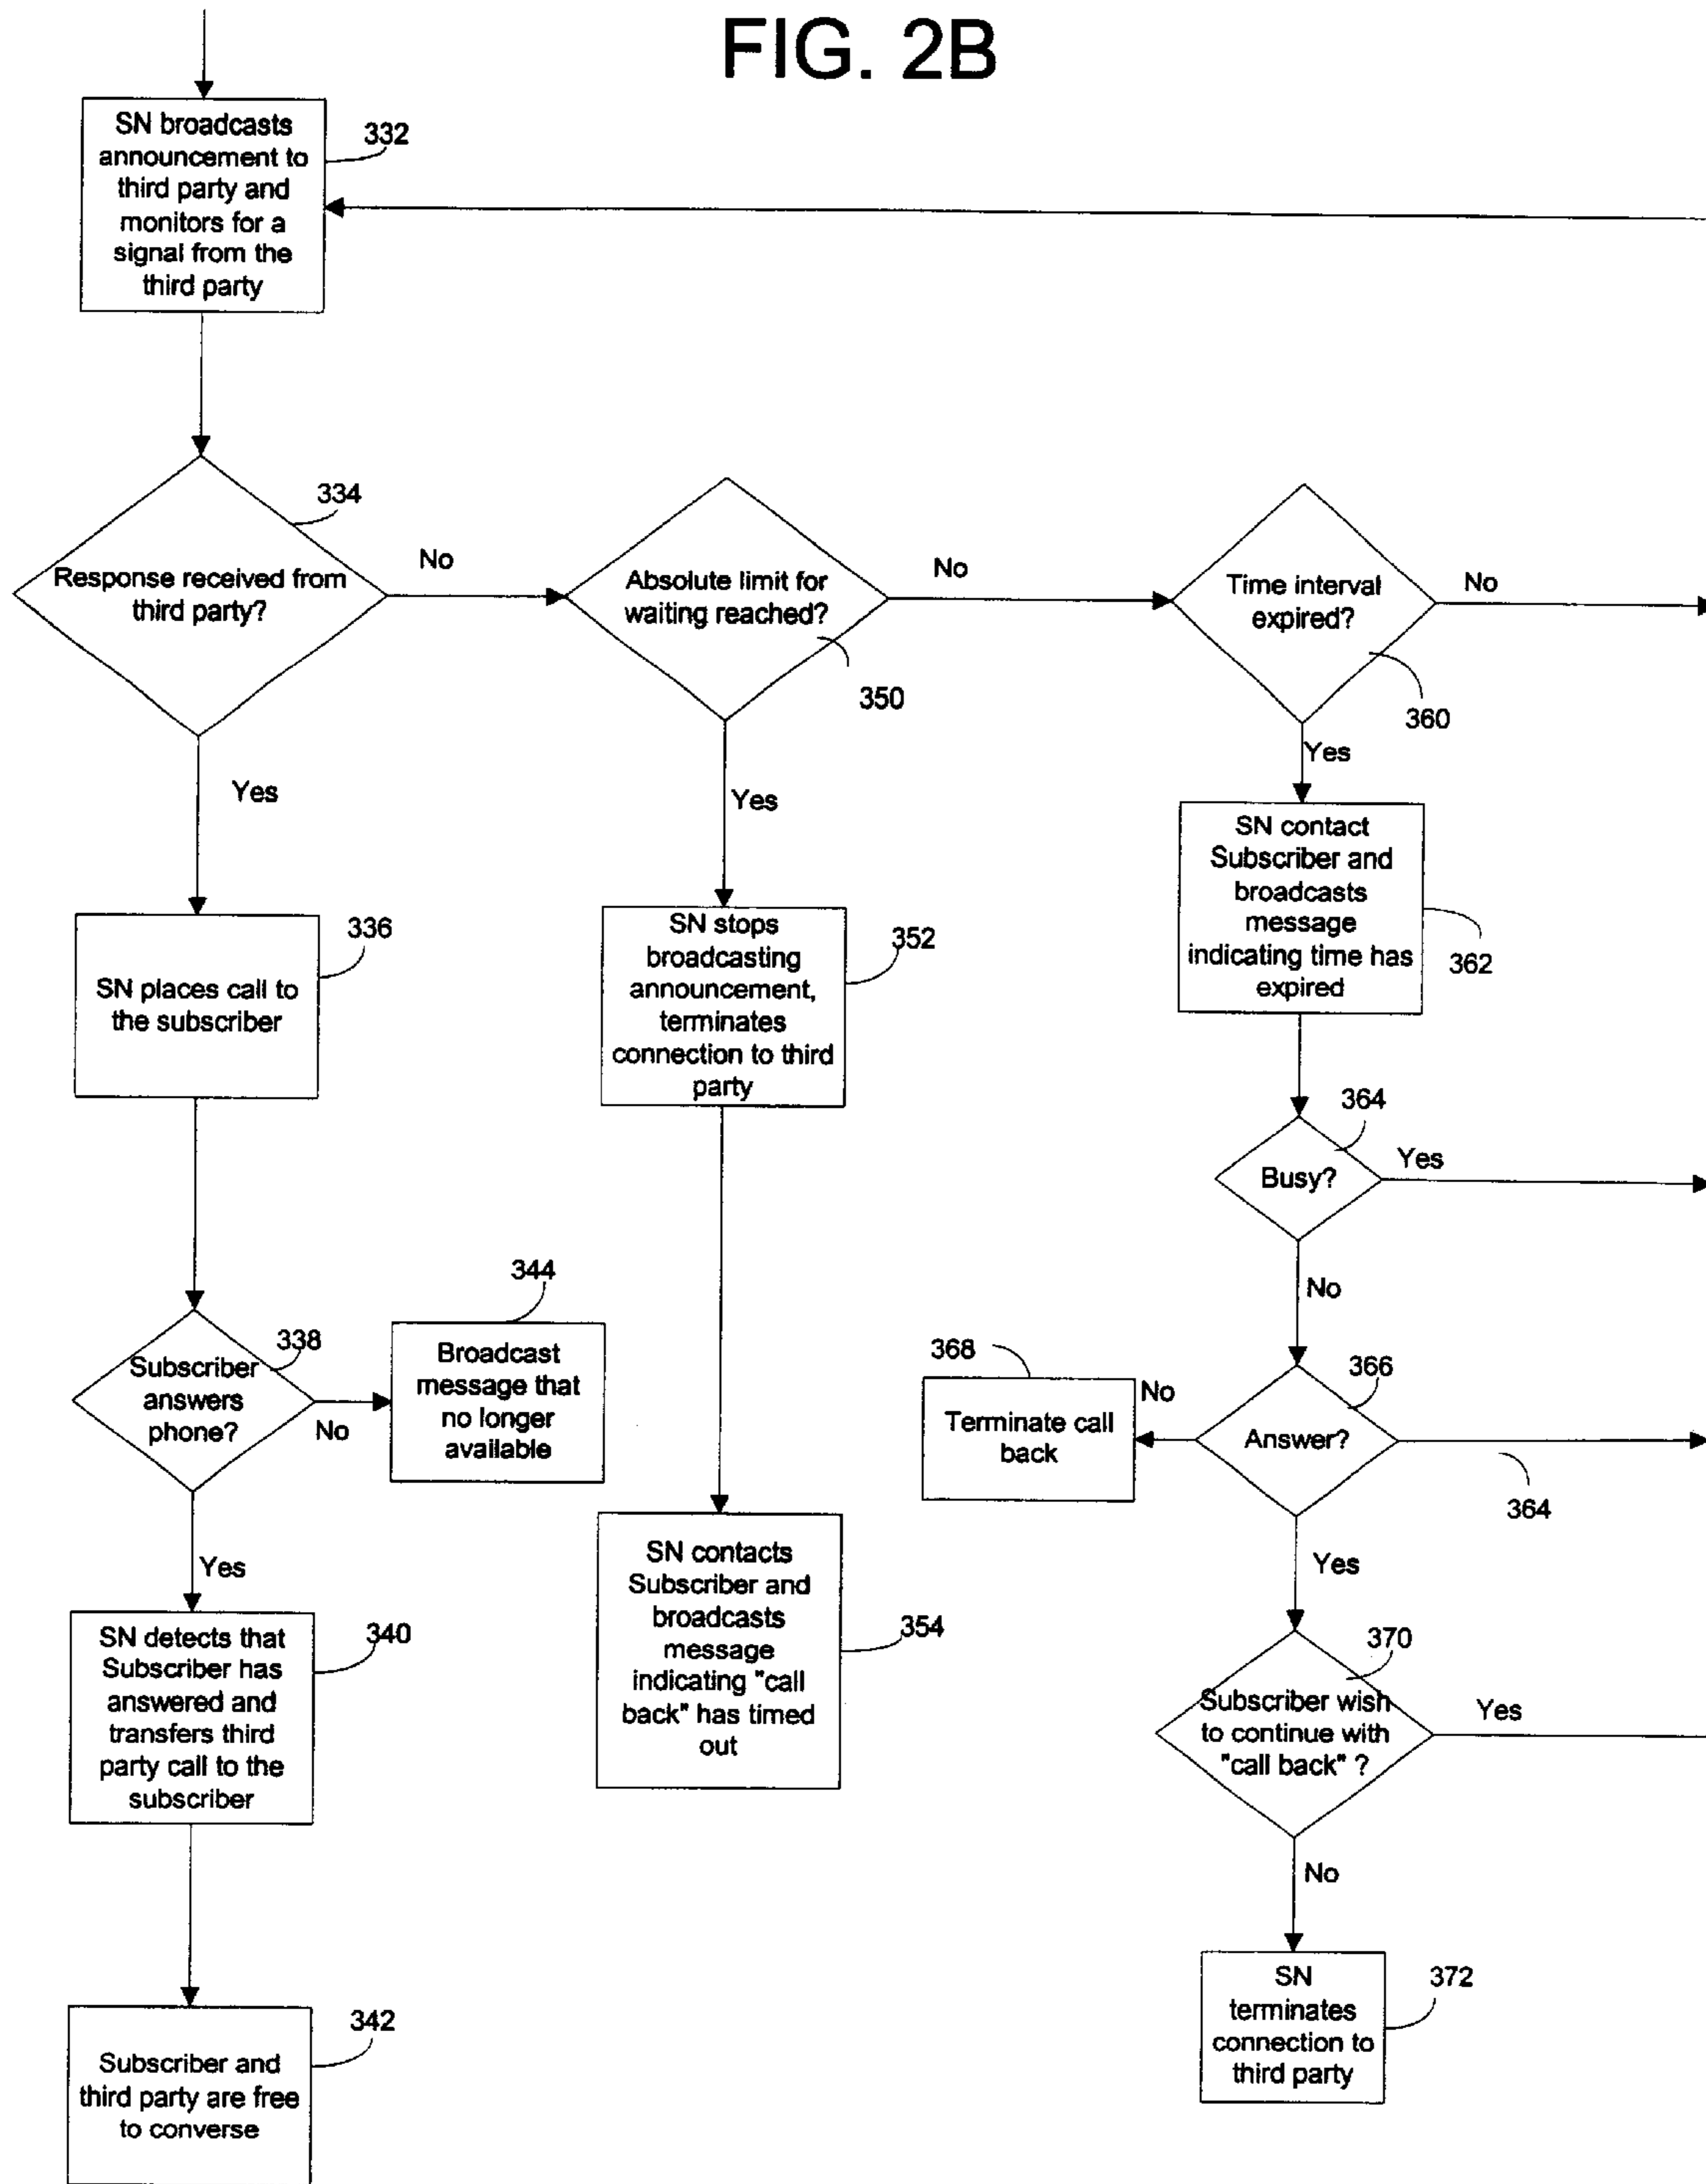 FIG. 2B
SN broadcasts
announcement to
third party and
monitors for a
signal from the
third party
332
Response received from
third party?
334
No
Yes
Absolute limit for
waiting reached?
350
No
Yes
Time interval
expired?
360
No
Yes
SN places call to
the subscriber
336
SN stops
broadcasting
announcement,
terminates
connection to third
party
352
SN contact
Subscriber and
broadcasts
message
indicating time has
expired
362
Busy?
364
Yes
No
Subscriber
answers
phone?
338
No
Yes
Broadcast
message that
no longer
available
344
Terminate call
back
368
No
Answer?
366
364
Yes
SN contacts
Subscriber and
broadcasts
message
indicating "call
back" has timed
out
354
SN detects that
Subscriber has
answered and
transfers third
party call to the
subscriber
340
Subscriber wish
to continue with
"call back" ?
370
Yes
No
Subscriber and
third party are free
to converse
342
SN
terminates
connection to
third party
372